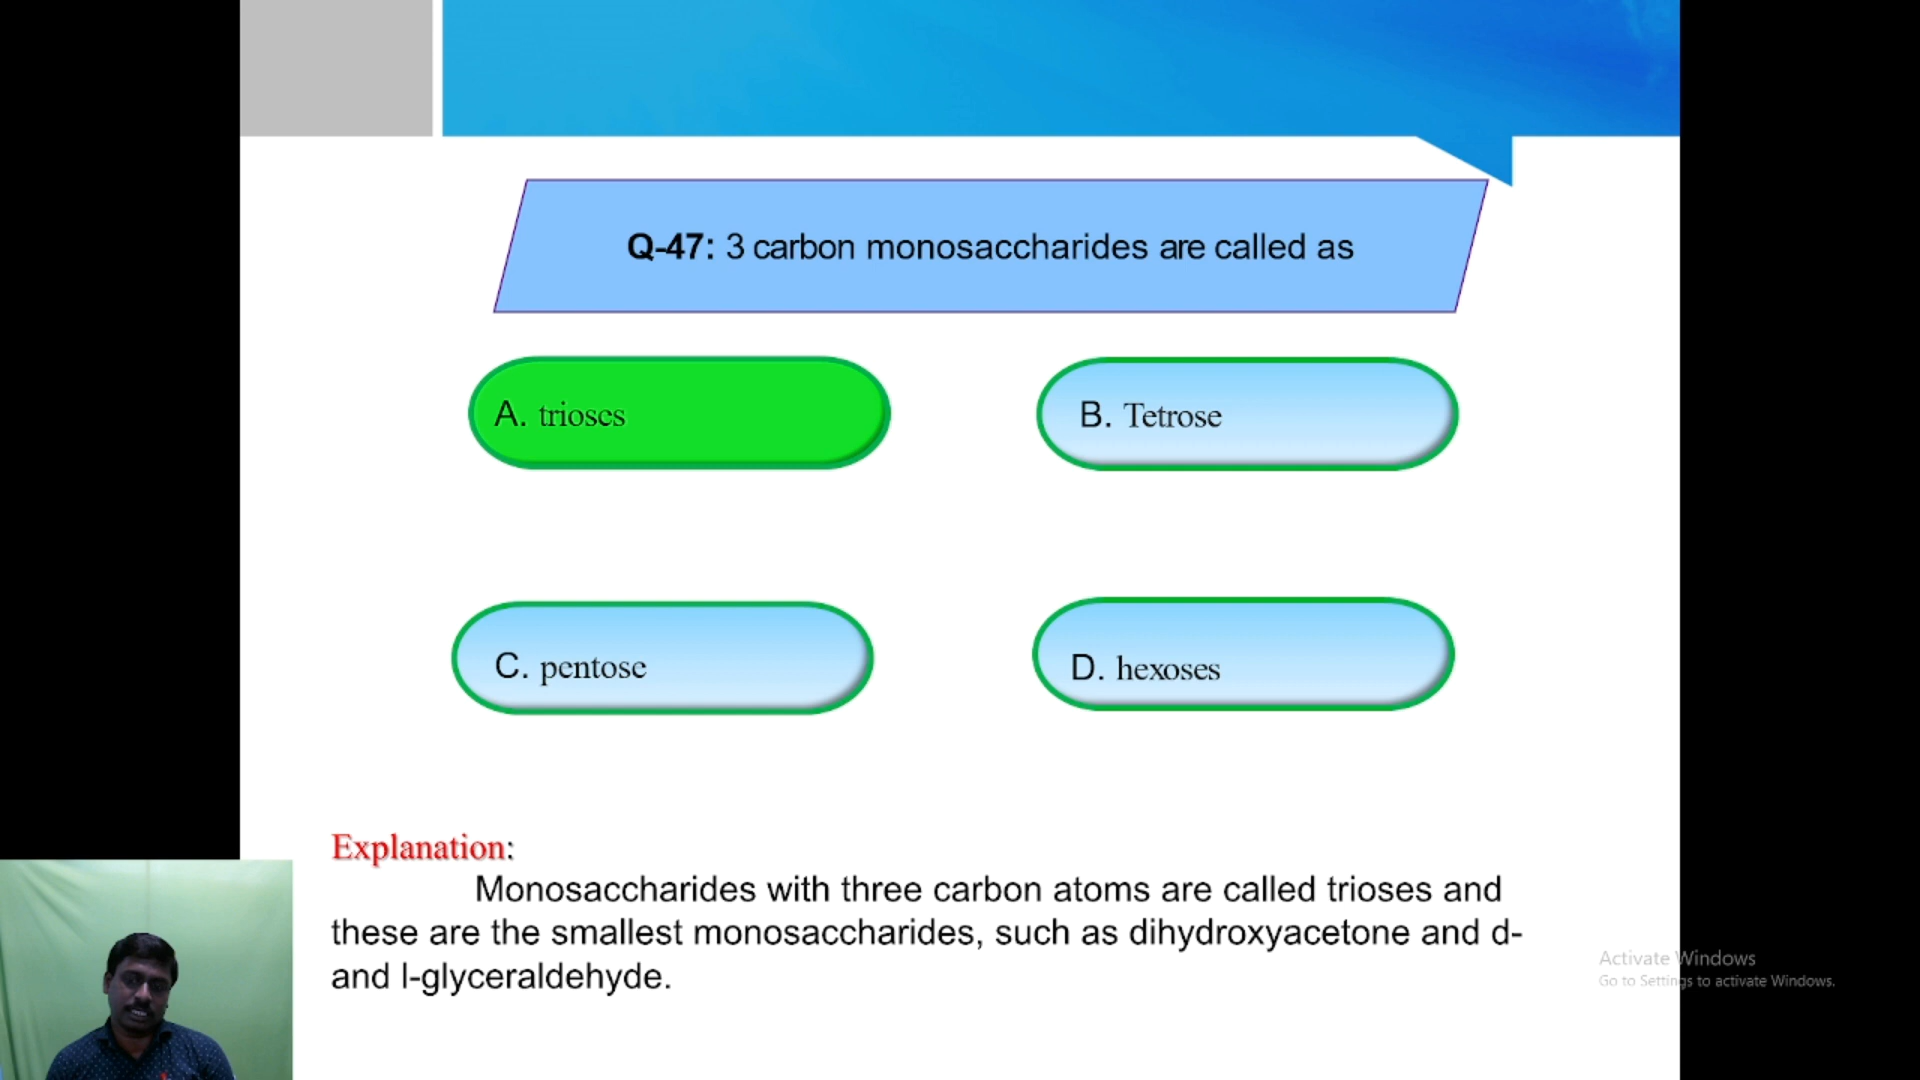 Q-47: 3 carbon monosaccharides are called as
A. trioses
B. Tetrose
C. pentose
D. hexoses
Explanation:
Monosaccharides with three carbon atoms are called trioses and
these are the smallest monosaccharides, such as dihydroxyacetone and d-
and l-glyceraldehyde.
Activate Windows
Go to Settings to activate Windows.